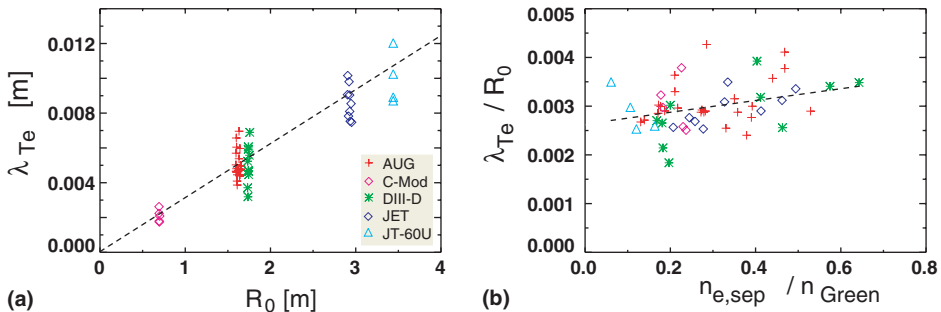 λ Te [m]
0.012
0.008
0.004
0.000
0
1
2
3
4
R0 [m]
AUG
C-Mod
DIII-D
JET
JT-60U
(a)
λTe / R0
0.005
0.004
0.003
0.002
0.001
0.000
0.0
0.2
0.4
0.6
0.8
ne,sep / nGreen
(b)